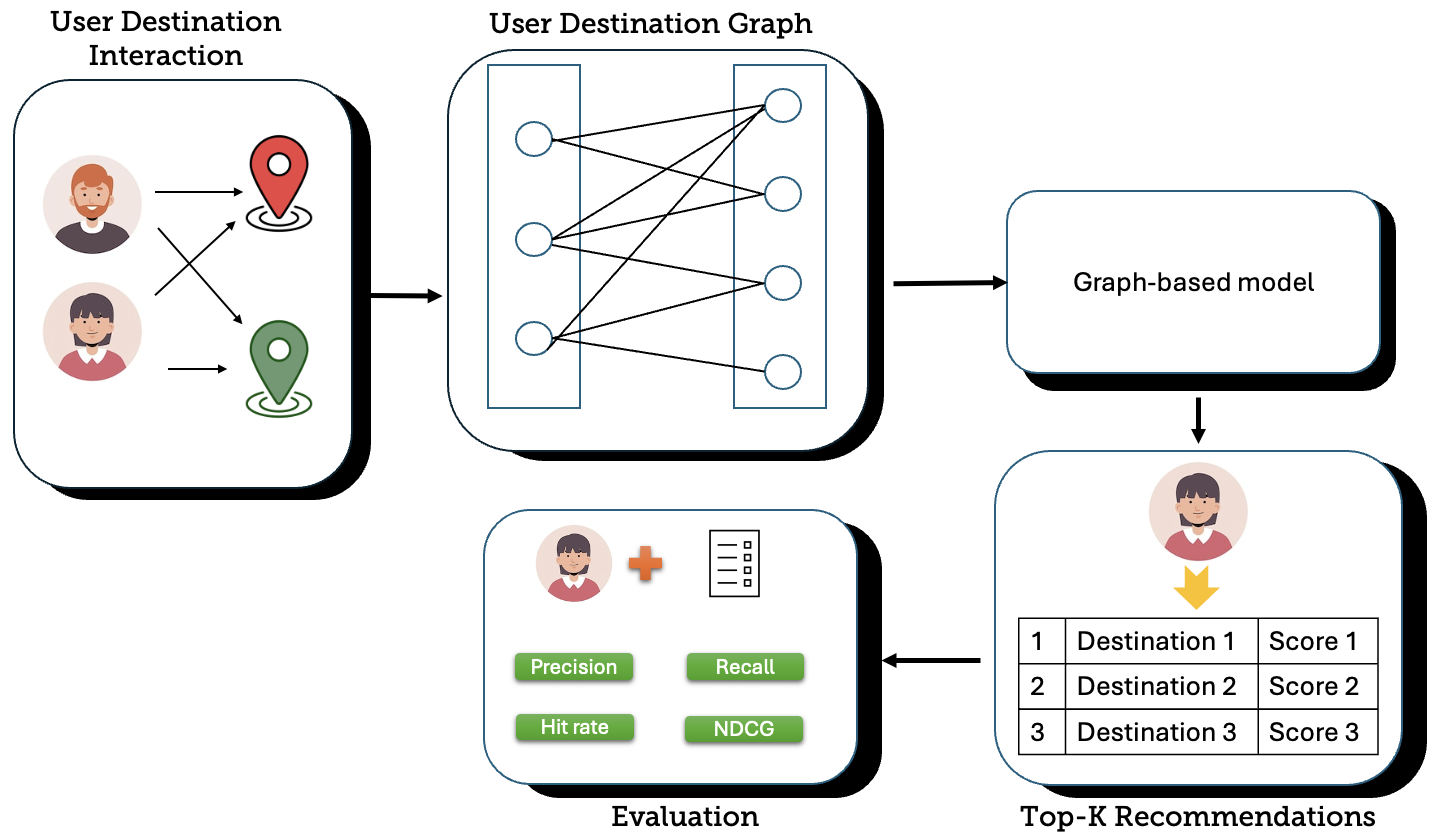 User Destination
Interaction
User Destination Graph
Graph-based model
1 Destination 1 Score 1
2 Destination 2 Score 2
3 Destination 3 Score 3
Top-K Recommendations
Precision Recall
Hit rate NDCG
Evaluation